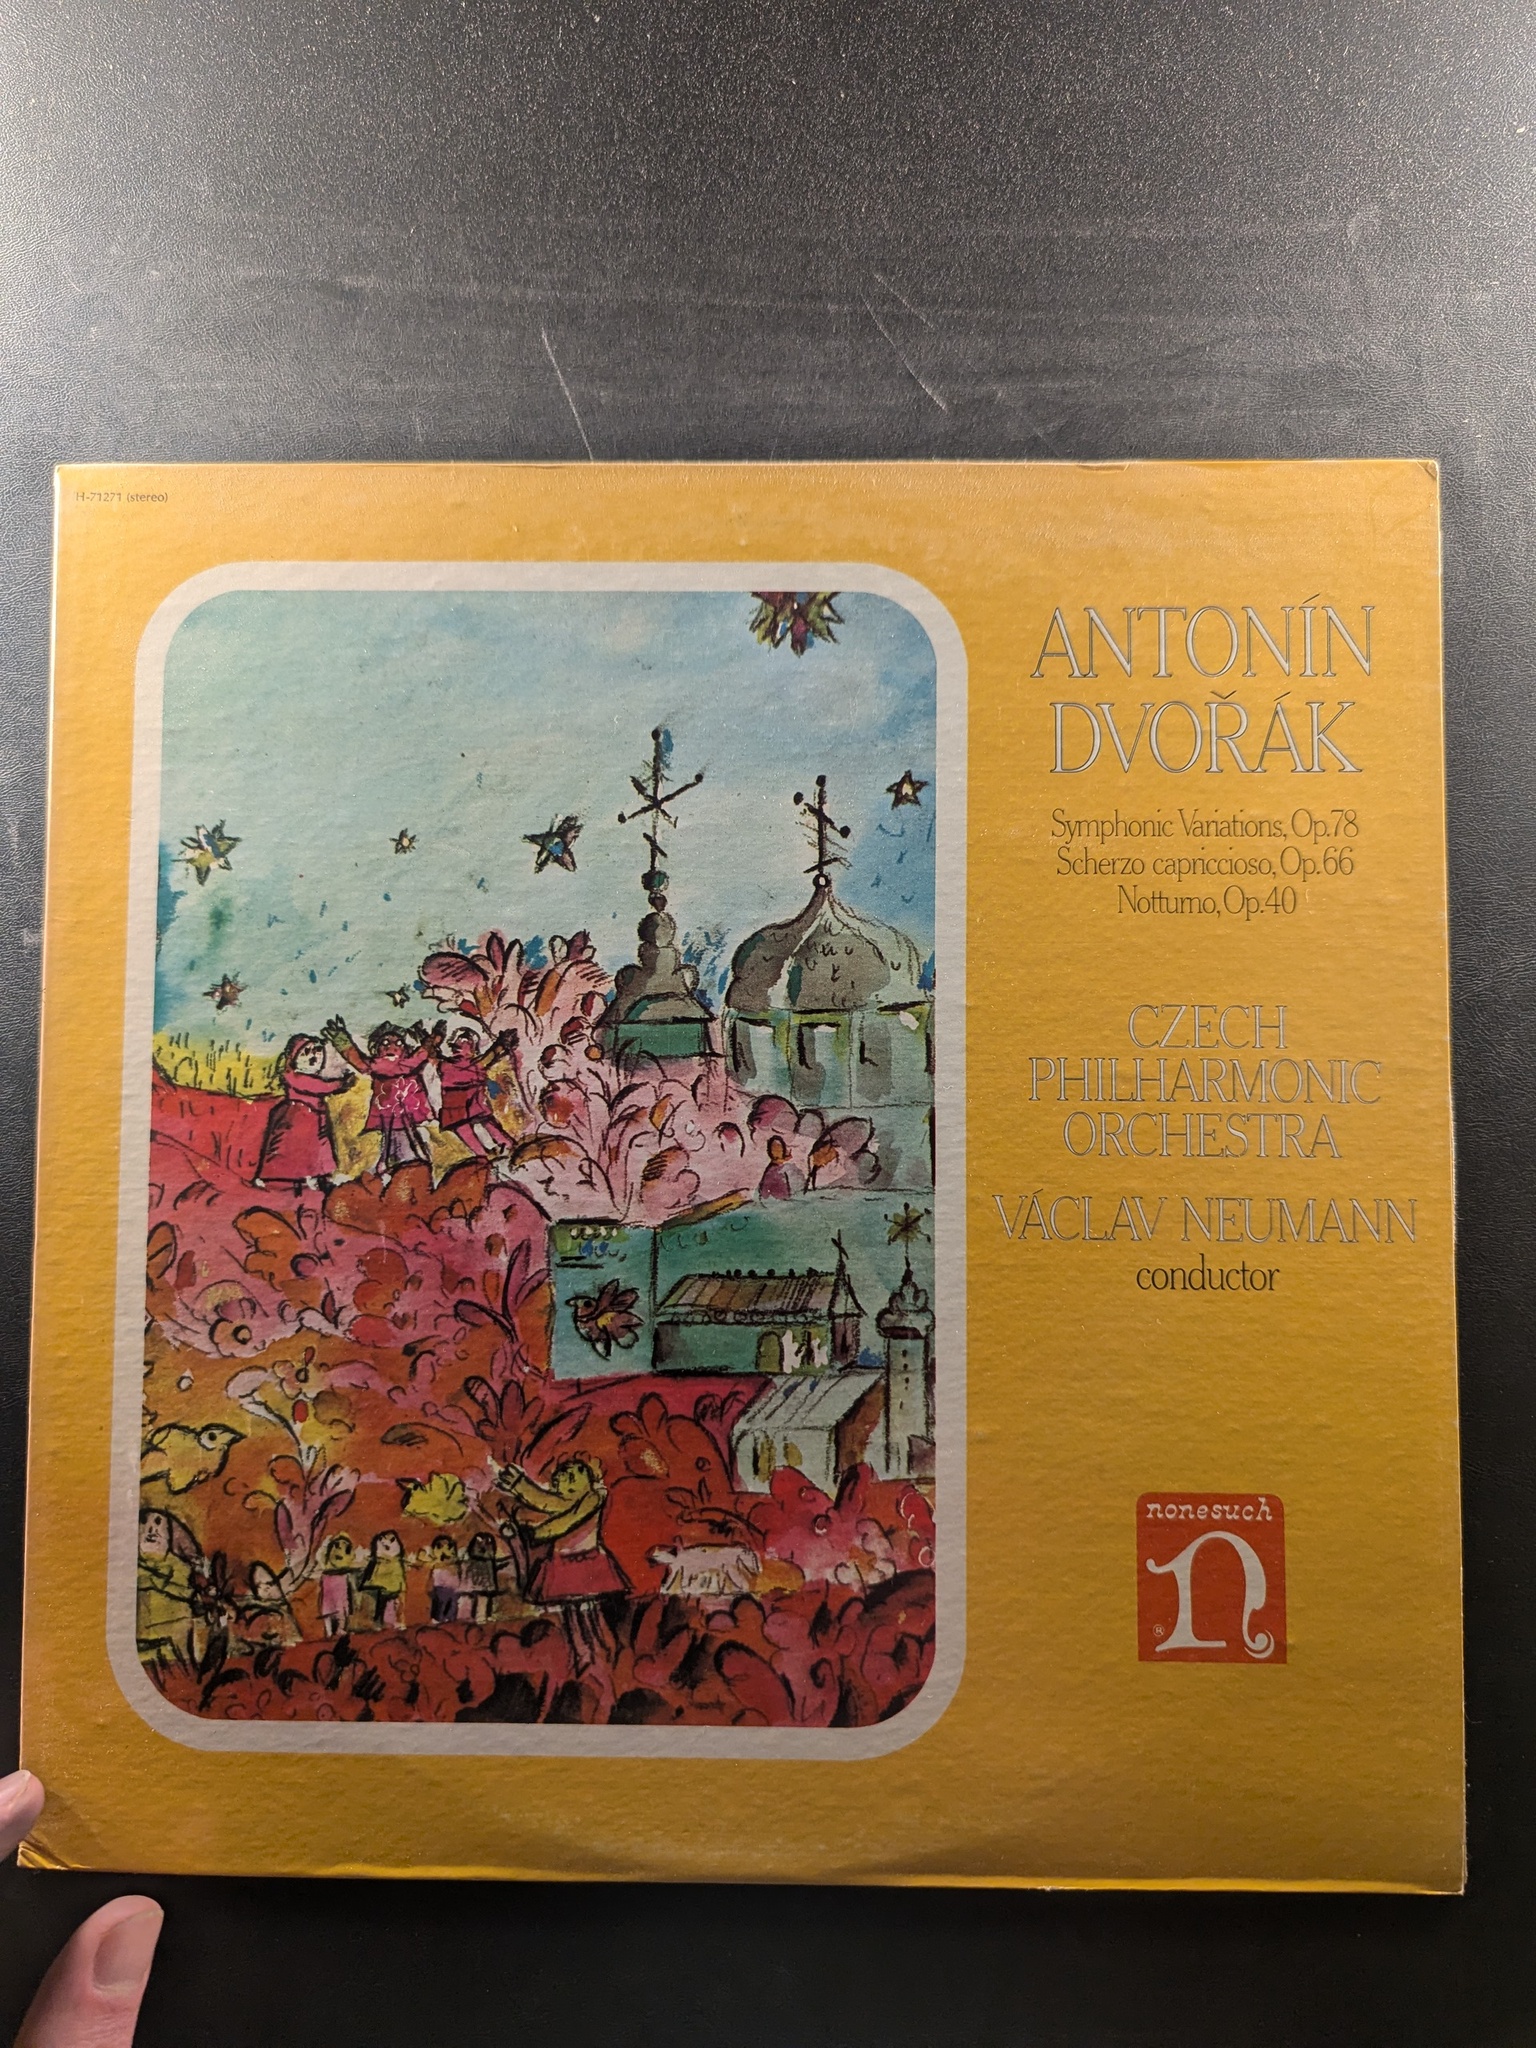 H-71271 (stereo)
ANTONÍN
DVOŘÁK
Symphonic Variations, Op.78
Scherzo capriccioso, Op.66
Notturno, Op.40
CZECH
PHILHARMONIC
ORCHESTRA
VÁCLAV NEUMANN
conductor
nonesuch
n
®